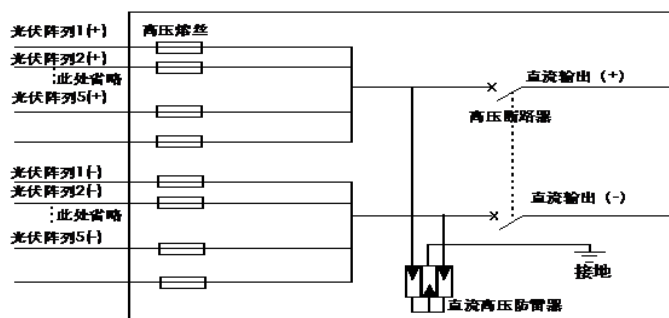 光伏阵列1(+)
高压熔丝
光伏阵列2(+)
此处省略
光伏阵列5(+)
直流输出（+）
高压断路器
光伏阵列1(-)
光伏阵列2(-)
此处省略
光伏阵列5(-)
直流输出（-）
接地
直流高压防雷器